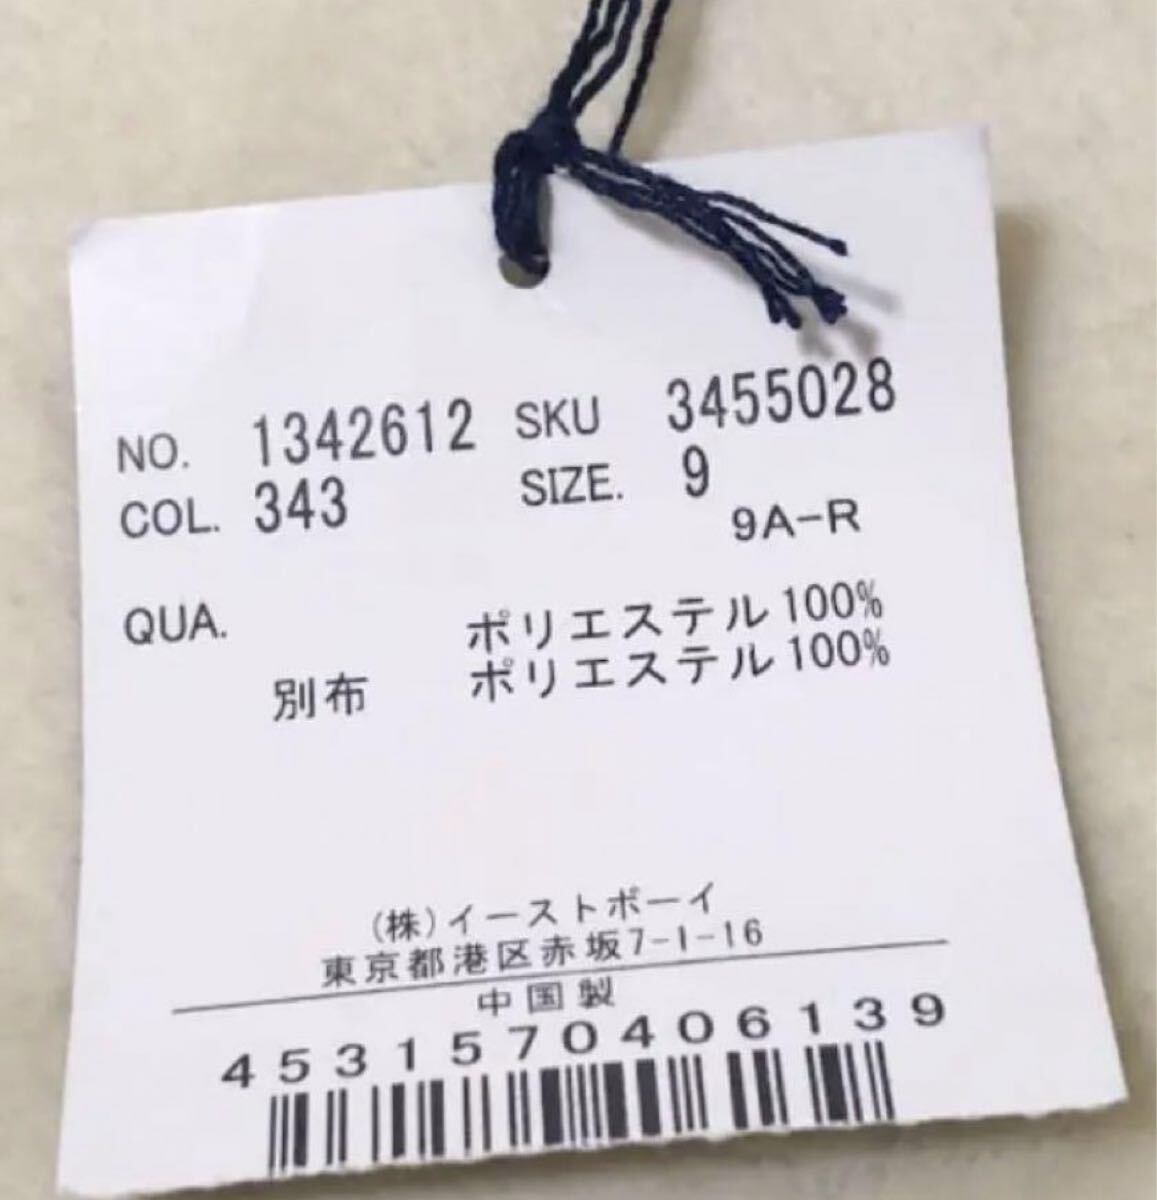 NO. 1342612 SKU 3455028
COL. 343 SIZE. 9
9A-R
QUA. ポリエステル100%
別布 ポリエステル100%
(株)イーストボーイ
東京都港区赤坂7-1-16
中国製
4531570406139